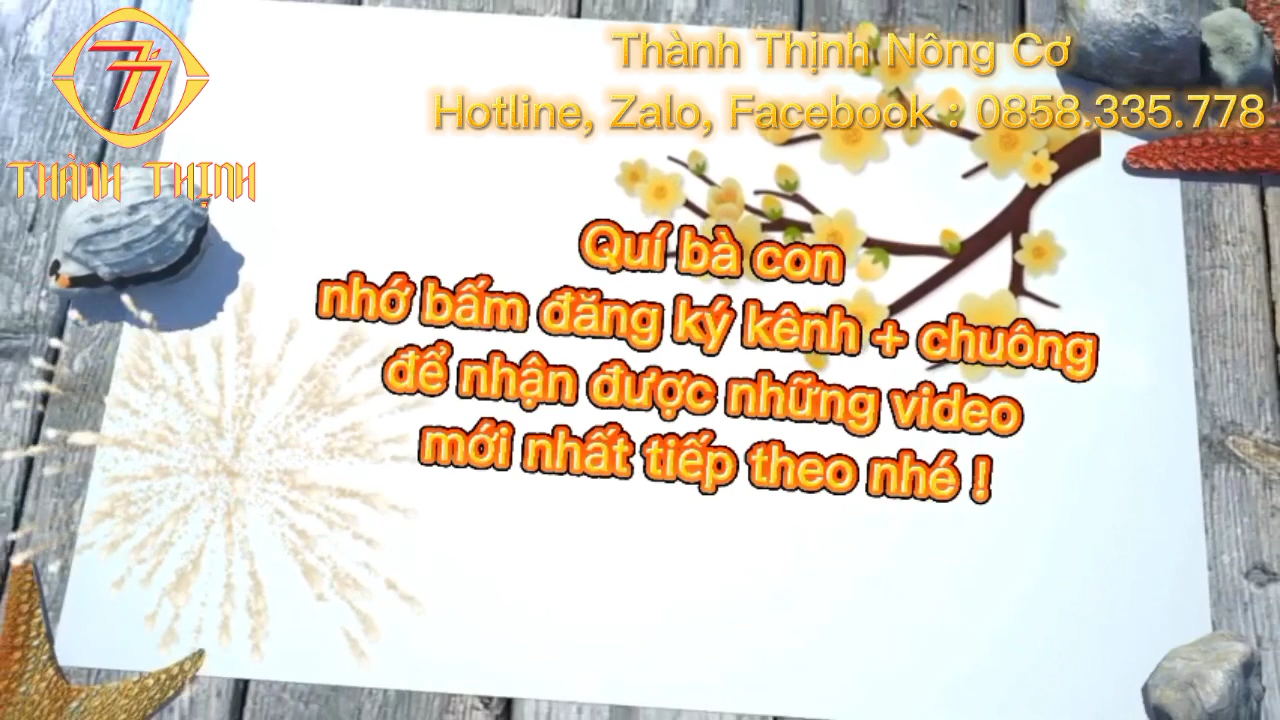 Thành Thịnh Nông Cơ
Hotline, Zalo, Facebook : 0858.335.778
THÀNH THỊNH
Quí bà con
nhớ bấm đăng ký kênh + chuông
để nhận được những video
mới nhất tiếp theo nhé !